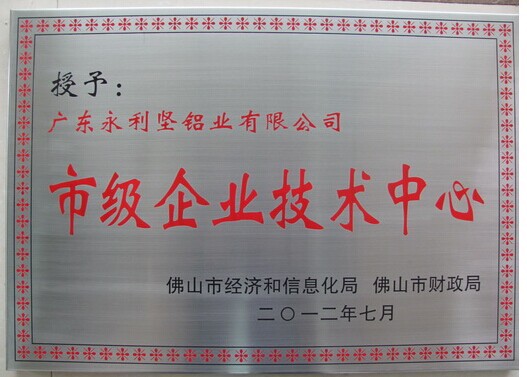 授予：
广东永利坚铝业有限公司
市级企业技术中心
佛山市经济和信息化局 佛山市财政局
二〇一二年七月